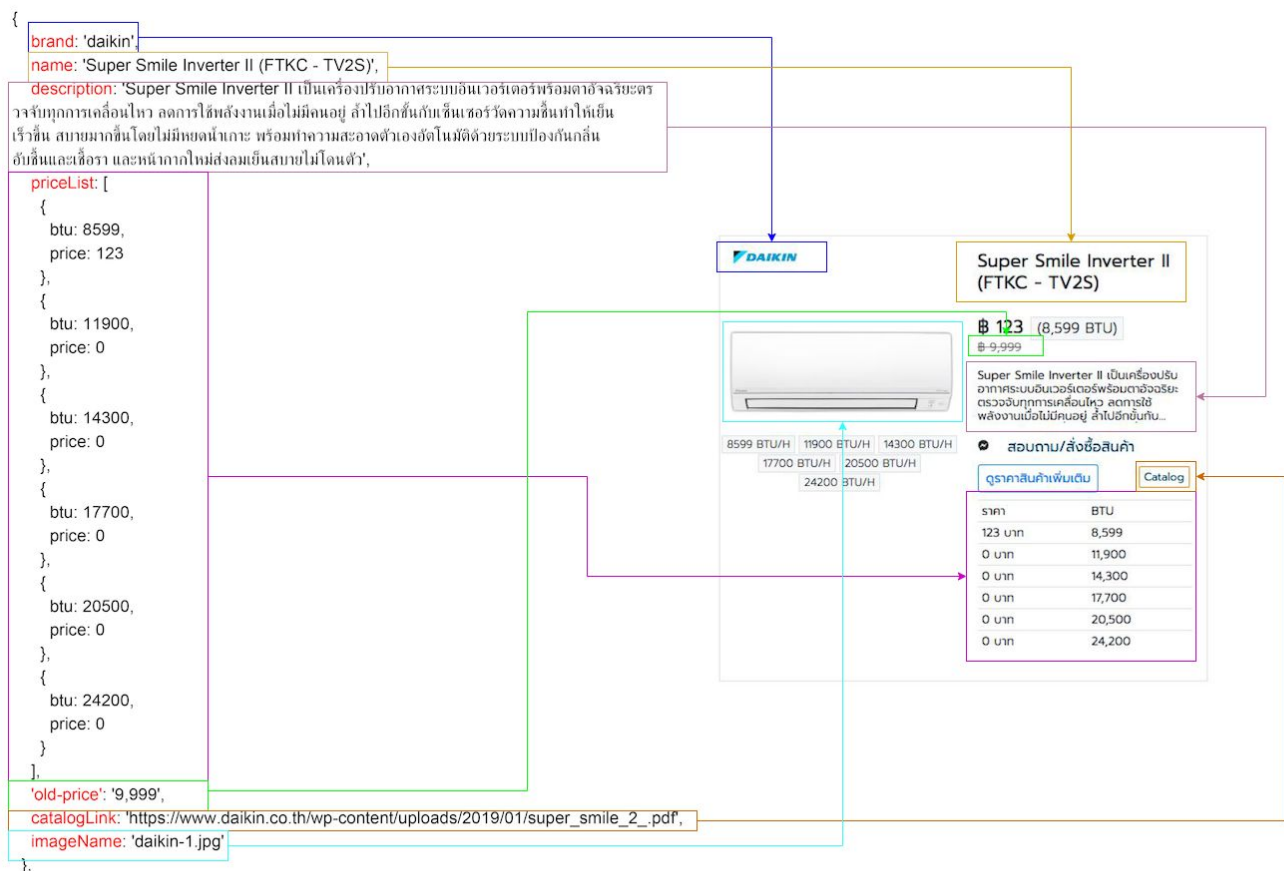 {
brand: 'daikin',
name: 'Super Smile Inverter II (FTKC - TV2S)',
description: 'Super Smile Inverter II เป็นเครื่องปรับอากาศระบบอินเวอร์เตอร์พร้อมตาอัจฉริยะตร
วจจับทุกการเคลื่อนไหว ลดการใช้พลังงานเมื่อไม่มีคนอยู่ ล้ำไปอีกขั้นกับเซ็นเซอร์วัดความชื้นทำให้เย็น
เร็วขึ้น สบายมากขึ้นโดยไม่มีหยดน้ำเกาะ พร้อมทำความสะอาดตัวเองอัตโนมัติด้วยระบบป้องกันกลิ่น
อับชื้นและเชื้อรา และหน้ากากใหม่ส่งลมเย็นสบายไม่โดนตัว',
priceList: [
{
btu: 8599,
price: 123
},
{
btu: 11900,
price: 0
},
{
btu: 14300,
price: 0
},
{
btu: 17700,
price: 0
},
{
btu: 20500,
price: 0
},
{
btu: 24200,
price: 0
}
],
'old-price': '9,999',
catalogLink: 'https://www.daikin.co.th/wp-content/uploads/2019/01/super_smile_2_.pdf',
imageName: 'daikin-1.jpg'
},
DAIKIN
8599 BTU/H 11900 BTU/H 14300 BTU/H
17700 BTU/H 20500 BTU/H
24200 BTU/H
Super Smile Inverter II
(FTKC - TV2S)
฿ 123 (8,599 BTU)
฿ 9,999
Super Smile Inverter II เป็นเครื่องปรับ
อากาศระบบอินเวอร์เตอร์พร้อมตาอัจฉริยะ
ตรวจจับทุกการเคลื่อนไหว ลดการใช้
พลังงานเมื่อไม่มีคนอยู่ ล้ำไปอีกขั้นกับ...
สอบถาม/สั่งซื้อสินค้า
ดูราคาสินค้าเพิ่มเติม Catalog
ราคา BTU
123 บาท 8,599
0 บาท 11,900
0 บาท 14,300
0 บาท 17,700
0 บาท 20,500
0 บาท 24,200